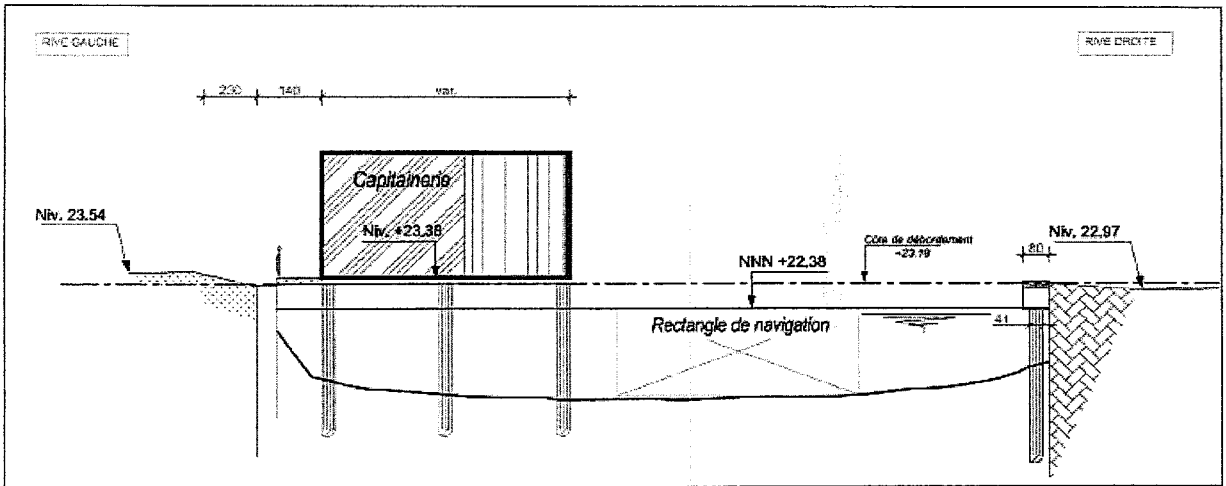 RIVE GAUCHE
RIVE DROITE
200 140 var.
Capitainerie
Niv. 23.54
Niv. +23,38
Côte de débordement
+23.19
80
Niv. 22,97
NNN +22,38
Rectangle de navigation
41